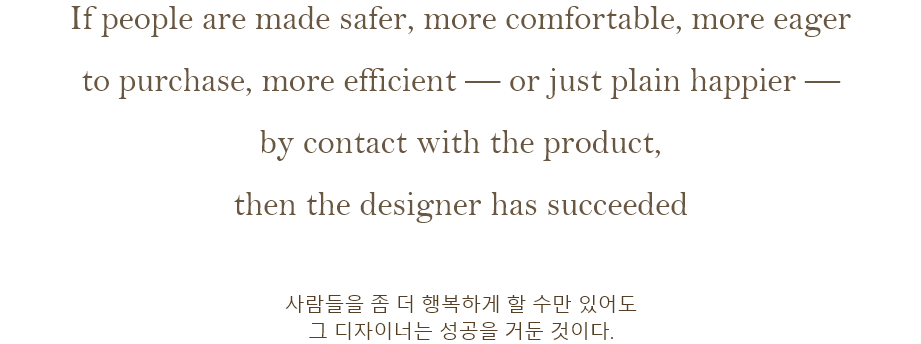 If people are made safer, more comfortable, more eager
to purchase, more efficient — or just plain happier —
by contact with the product,
then the designer has succeeded
사람들을 좀 더 행복하게 할 수만 있어도
그 디자이너는 성공을 거둔 것이다.